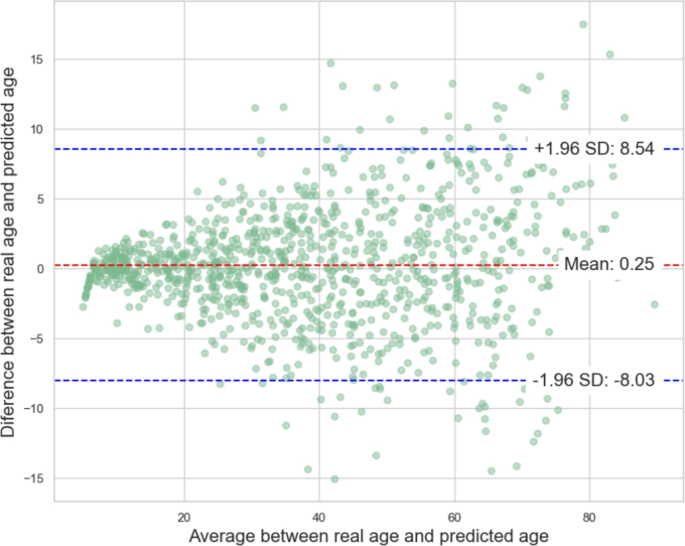 Diference between real age and predicted age
15
10
5
0
−5
−10
−15
+1.96 SD: 8.54
Mean: 0.25
-1.96 SD: -8.03
20
40
60
80
Average between real age and predicted age